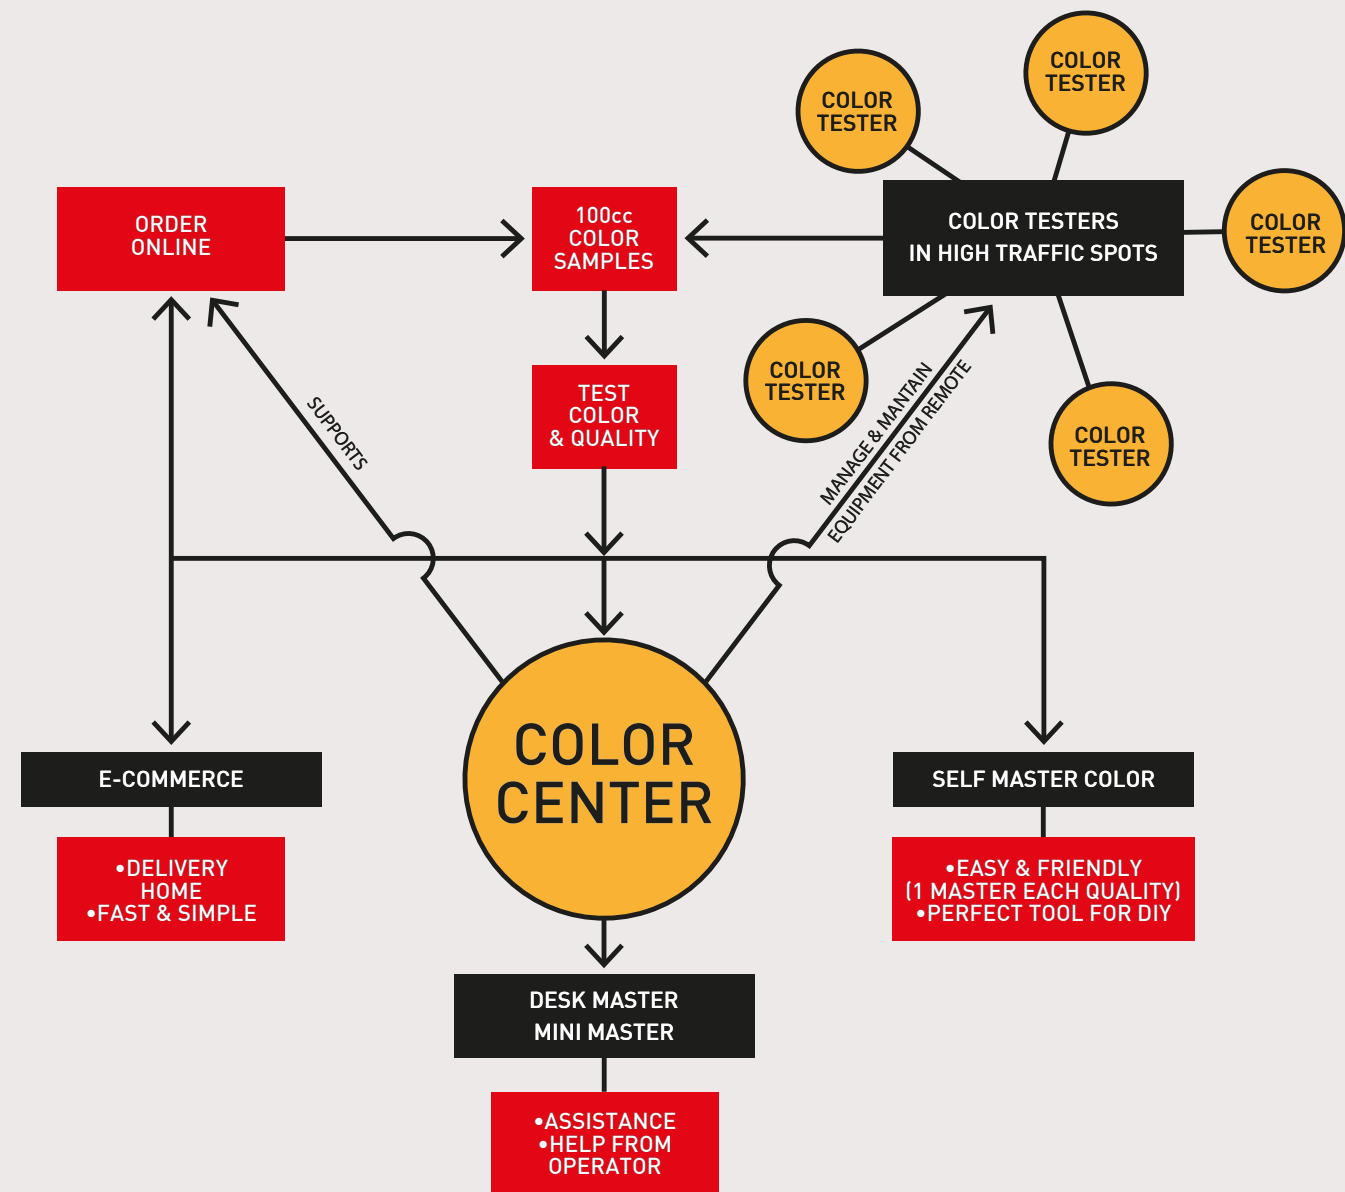 COLOR
TESTER
COLOR
TESTER
ORDER
ONLINE
100cc
COLOR
SAMPLES
COLOR TESTERS
IN HIGH TRAFFIC SPOTS
COLOR
TESTER
SUPPORTS
TEST
COLOR
& QUALITY
COLOR
TESTER
MANAGE & MANTAIN
EQUIPMENT FROM REMOTE
COLOR
TESTER
COLOR
CENTER
E-COMMERCE
SELF MASTER COLOR
•DELIVERY
HOME
•FAST & SIMPLE
•EASY & FRIENDLY
(1 MASTER EACH QUALITY)
•PERFECT TOOL FOR DIY
DESK MASTER
MINI MASTER
•ASSISTANCE
•HELP FROM
OPERATOR